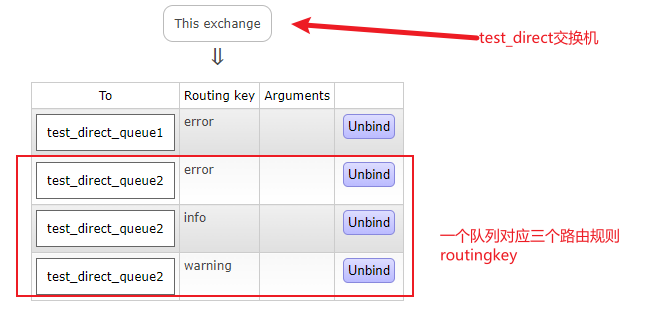 This exchange
test_direct交换机
⇓
To Routing key Arguments
test_direct_queue1 error Unbind
test_direct_queue2 error Unbind
test_direct_queue2 info Unbind
test_direct_queue2 warning Unbind
一个队列对应三个路由规则
routingkey